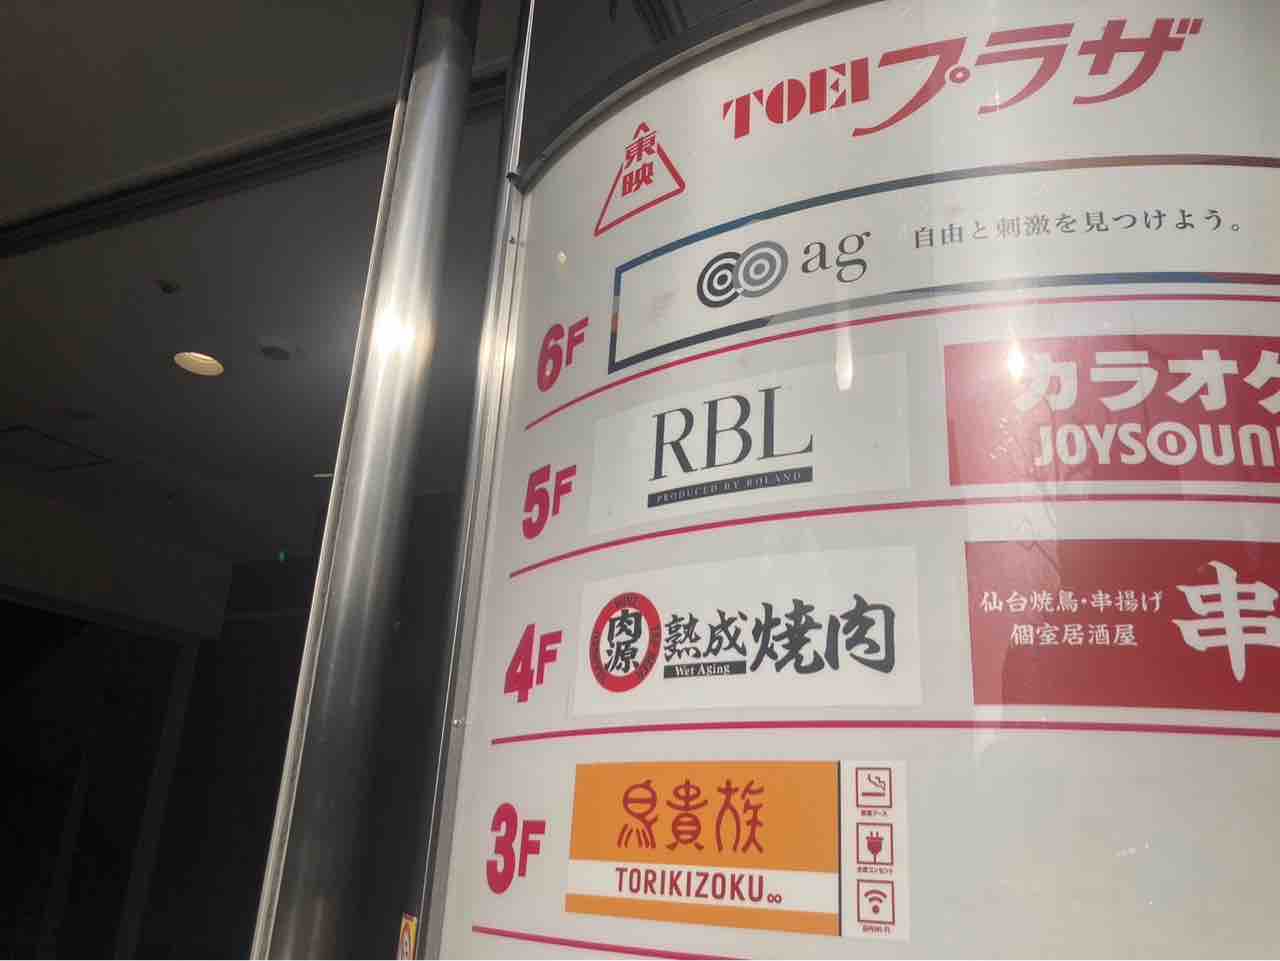 TOEIプラザ
東映
6F
ag 自由と刺激を見つけよう。
5F
RBL
PRODUCED BY ROLAND
カラオケ
JOYSOUN
4F
肉源
熟成焼肉
Wet Aging
仙台焼鳥・串揚げ
個室居酒屋
串
3F
鳥貴族
TORIKIZOKU